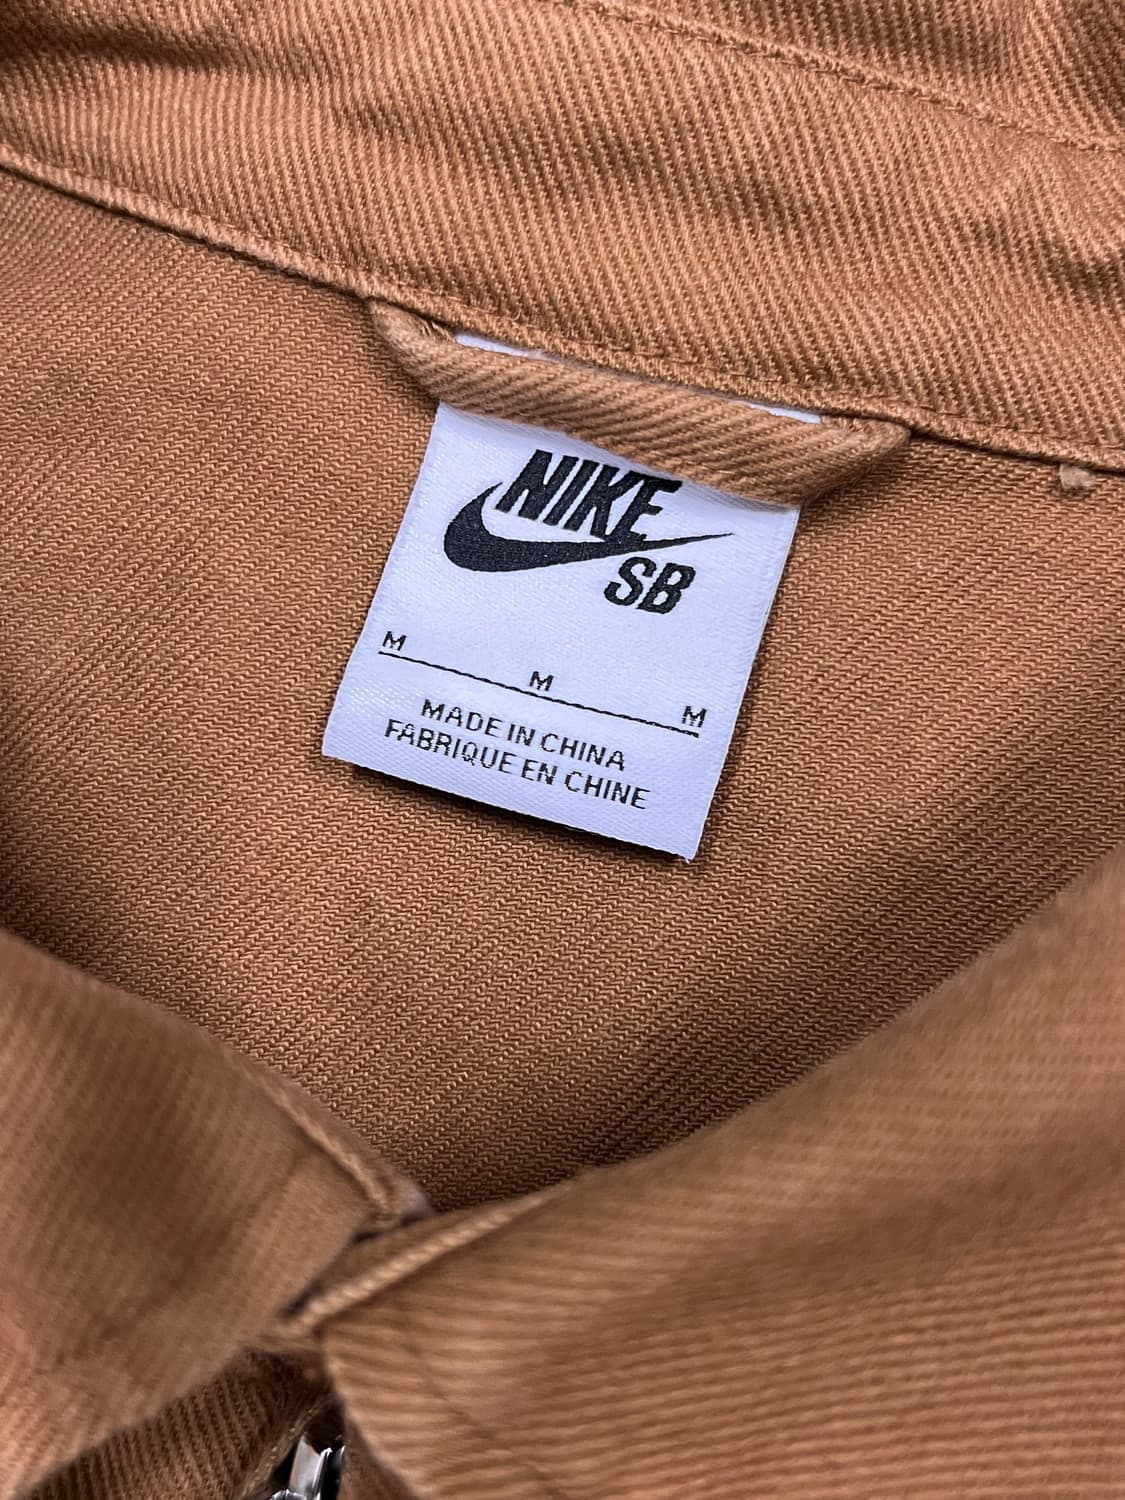 NIKE
SB
M M M
MADE IN CHINA
FABRIQUE EN CHINE